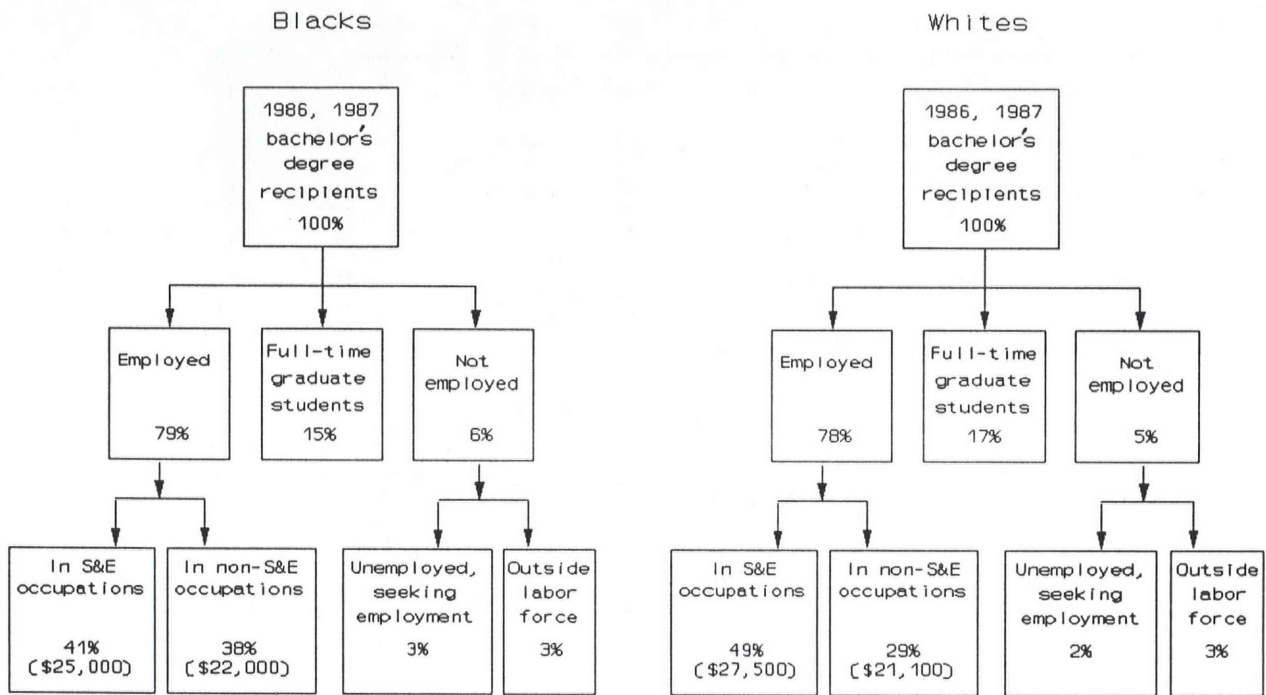 Blacks
1986, 1987
bachelor's
degree
recipients
100%
Employed
79%
Full-time
graduate
students
15%
Not
employed
6%
In S&E
occupations
41%
($25,000)
In non-S&E
occupations
38%
($22,000)
Unemployed,
seeking
employment
3%
Outside
labor
force
3%
Whites
1986, 1987
bachelor's
degree
recipients
100%
Employed
78%
Full-time
graduate
students
17%
Not
employed
5%
In S&E
occupations
49%
($27,500)
In non-S&E
occupations
29%
($21,100)
Unemployed,
seeking
employment
2%
Outside
labor
force
3%